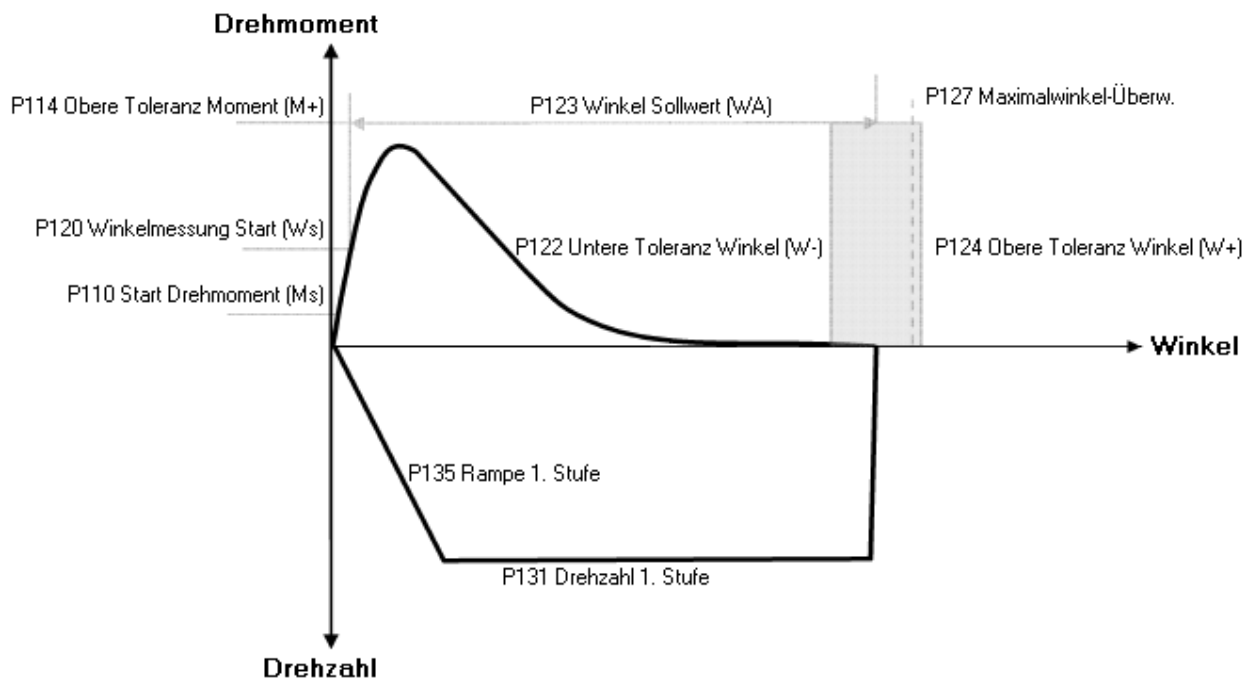 Drehmoment
P114 Obere Toleranz Moment (M+)
P123 Winkel Sollwert (WA)
P127 Maximalwinkel-Überw.
P120 Winkelmessung Start (Ws)
P122 Untere Toleranz Winkel (W-)
P124 Obere Toleranz Winkel (W+)
P110 Start Drehmoment (Ms)
Winkel
P135 Rampe 1. Stufe
P131 Drehzahl 1. Stufe
Drehzahl